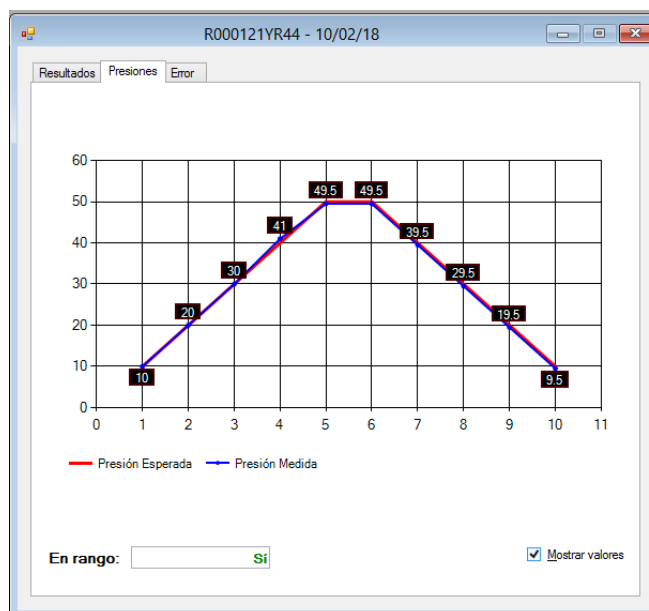 R000121YR44 - 10/02/18
Resultados Presiones Error
60
50
40
30
20
10
0
49.5 49.5
41 39.5
30 29.5
20 19.5
10 9.5
0 1 2 3 4 5 6 7 8 9 10 11
Presión Esperada Presión Medida
En rango: Sí Mostrar valores